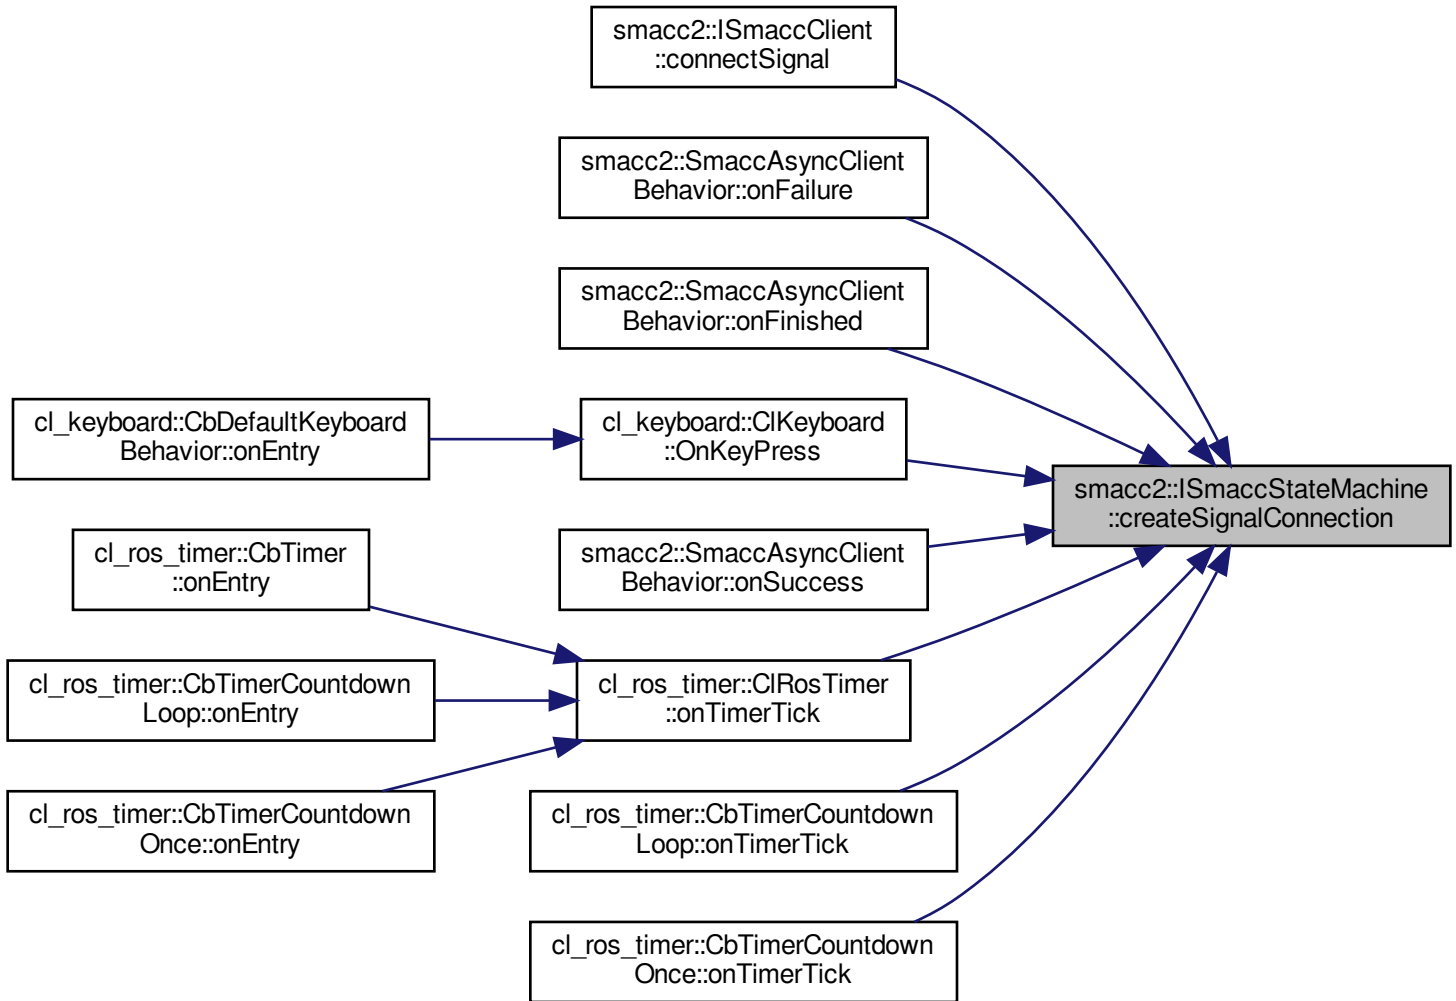 smacc2::ISmaccClient
::connectSignal
smacc2::SmaccAsyncClient
Behavior::onFailure
smacc2::SmaccAsyncClient
Behavior::onFinished
cl_keyboard::CbDefaultKeyboard
Behavior::onEntry
cl_keyboard::ClKeyboard
::OnKeyPress
smacc2::ISmaccStateMachine
::createSignalConnection
cl_ros_timer::CbTimer
::onEntry
smacc2::SmaccAsyncClient
Behavior::onSuccess
cl_ros_timer::CbTimerCountdown
Loop::onEntry
cl_ros_timer::ClRosTimer
::onTimerTick
cl_ros_timer::CbTimerCountdown
Once::onEntry
cl_ros_timer::CbTimerCountdown
Loop::onTimerTick
cl_ros_timer::CbTimerCountdown
Once::onTimerTick